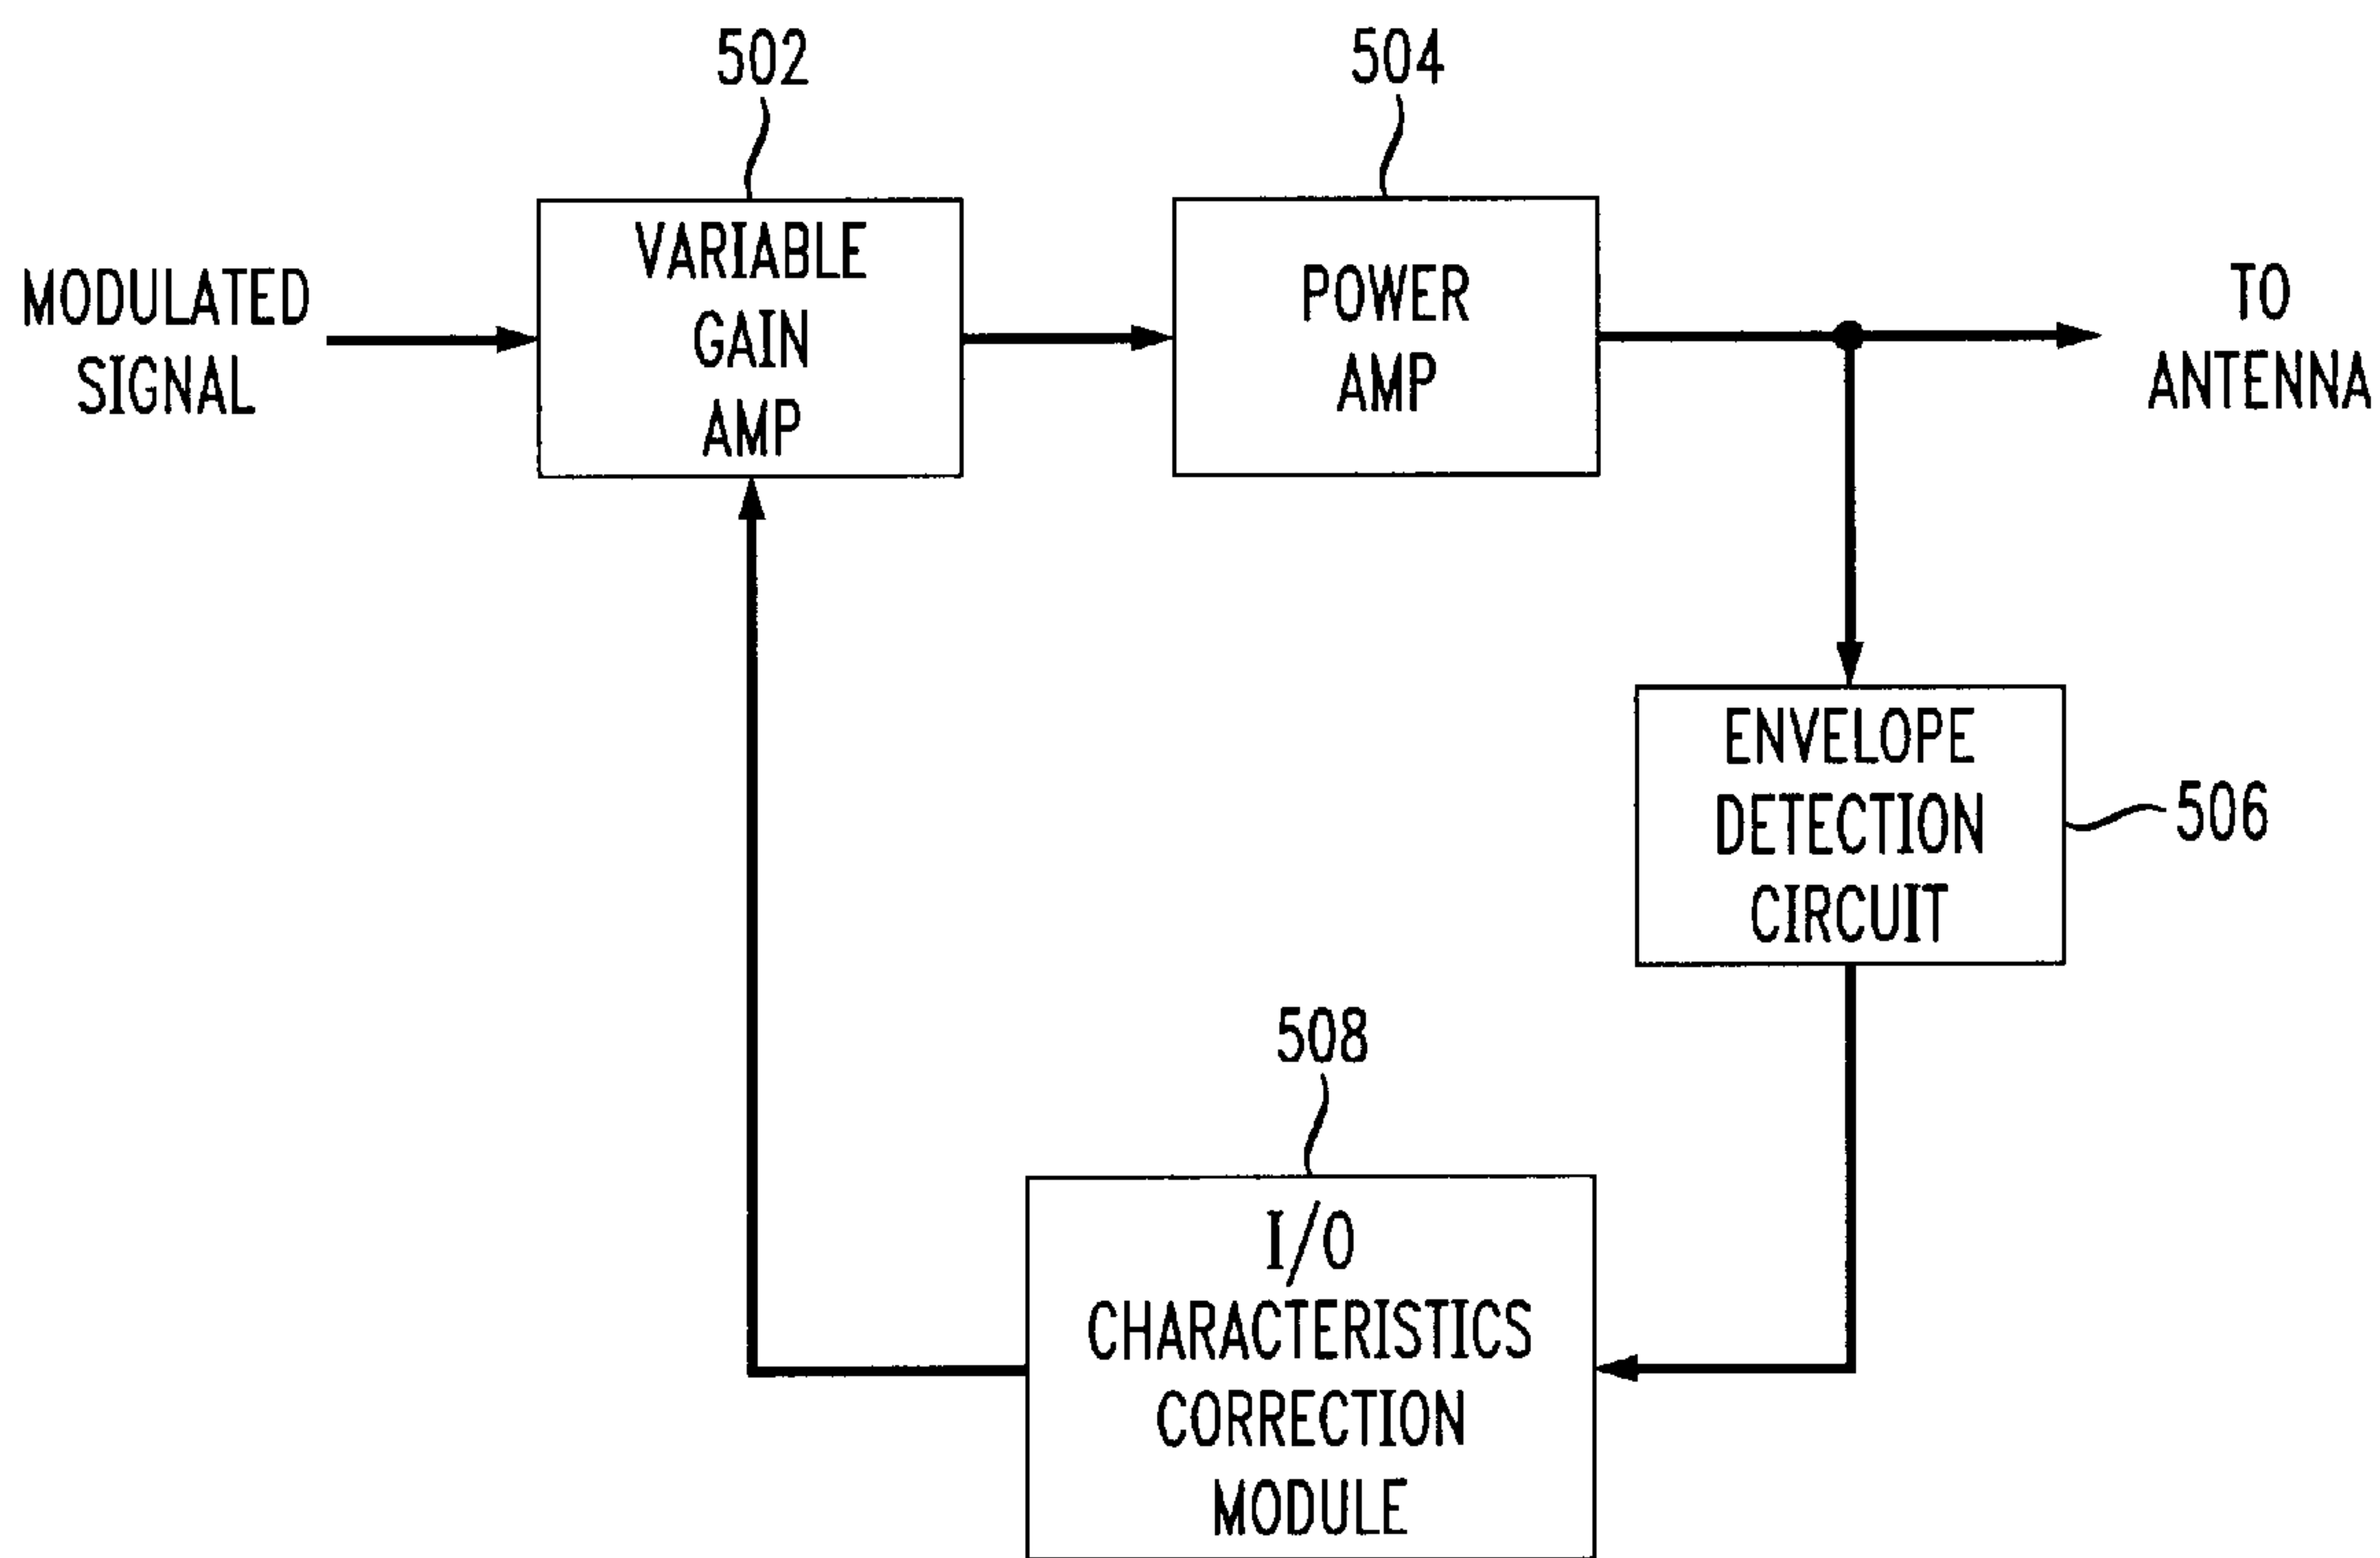 502
504
MODULATED
SIGNAL
VARIABLE
GAIN
AMP
POWER
AMP
TO
ANTENNA
ENVELOPE
DETECTION
CIRCUIT
506
508
I/O
CHARACTERISTICS
CORRECTION
MODULE